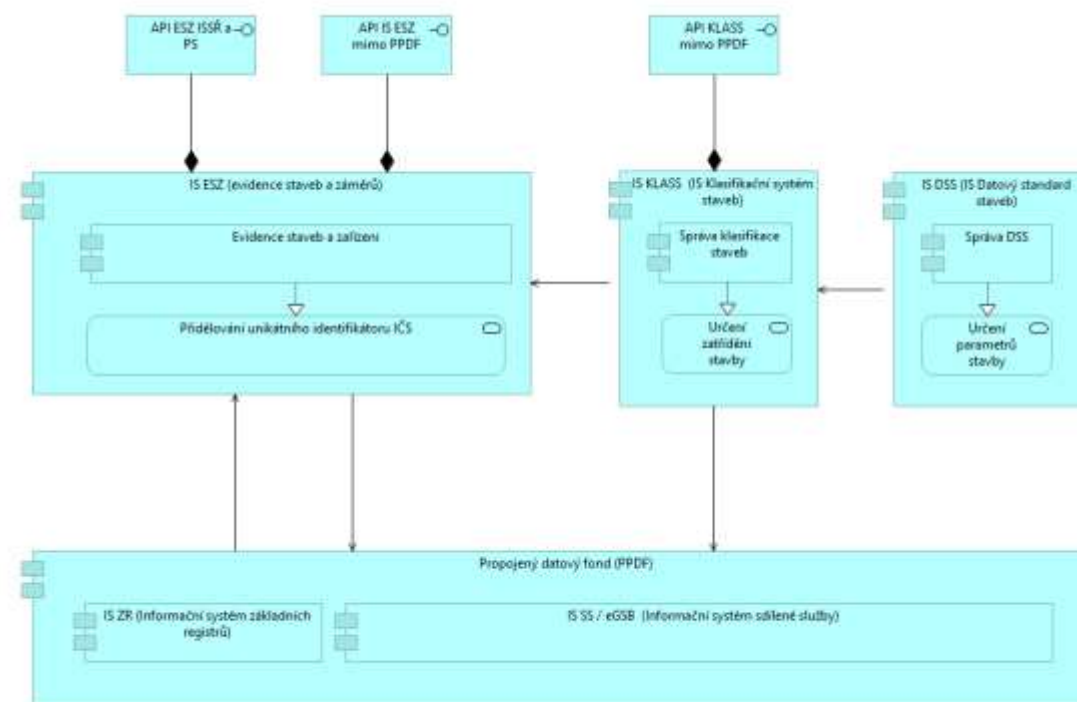 API ESZ ISSŘ a
PS
API IS ESZ
mimo PPDF
API KLASS
mimo PPDF
IS ESZ (evidence staveb a záměrů)
Evidence staveb a zařízení
Přidělování unikátního identifikátoru IČS
IS KLASS (IS Klasifikační systém
staveb)
Správa klasifikace
staveb
Určení
zatřídění
stavby
IS DSS (IS Datový standard
staveb)
Správa DSS
Určení
parametrů
stavby
Propojený datový fond (PPDF)
IS ZR (Informační systém základních
registrů)
IS SS / eGSB (Informační systém sdílené služby)